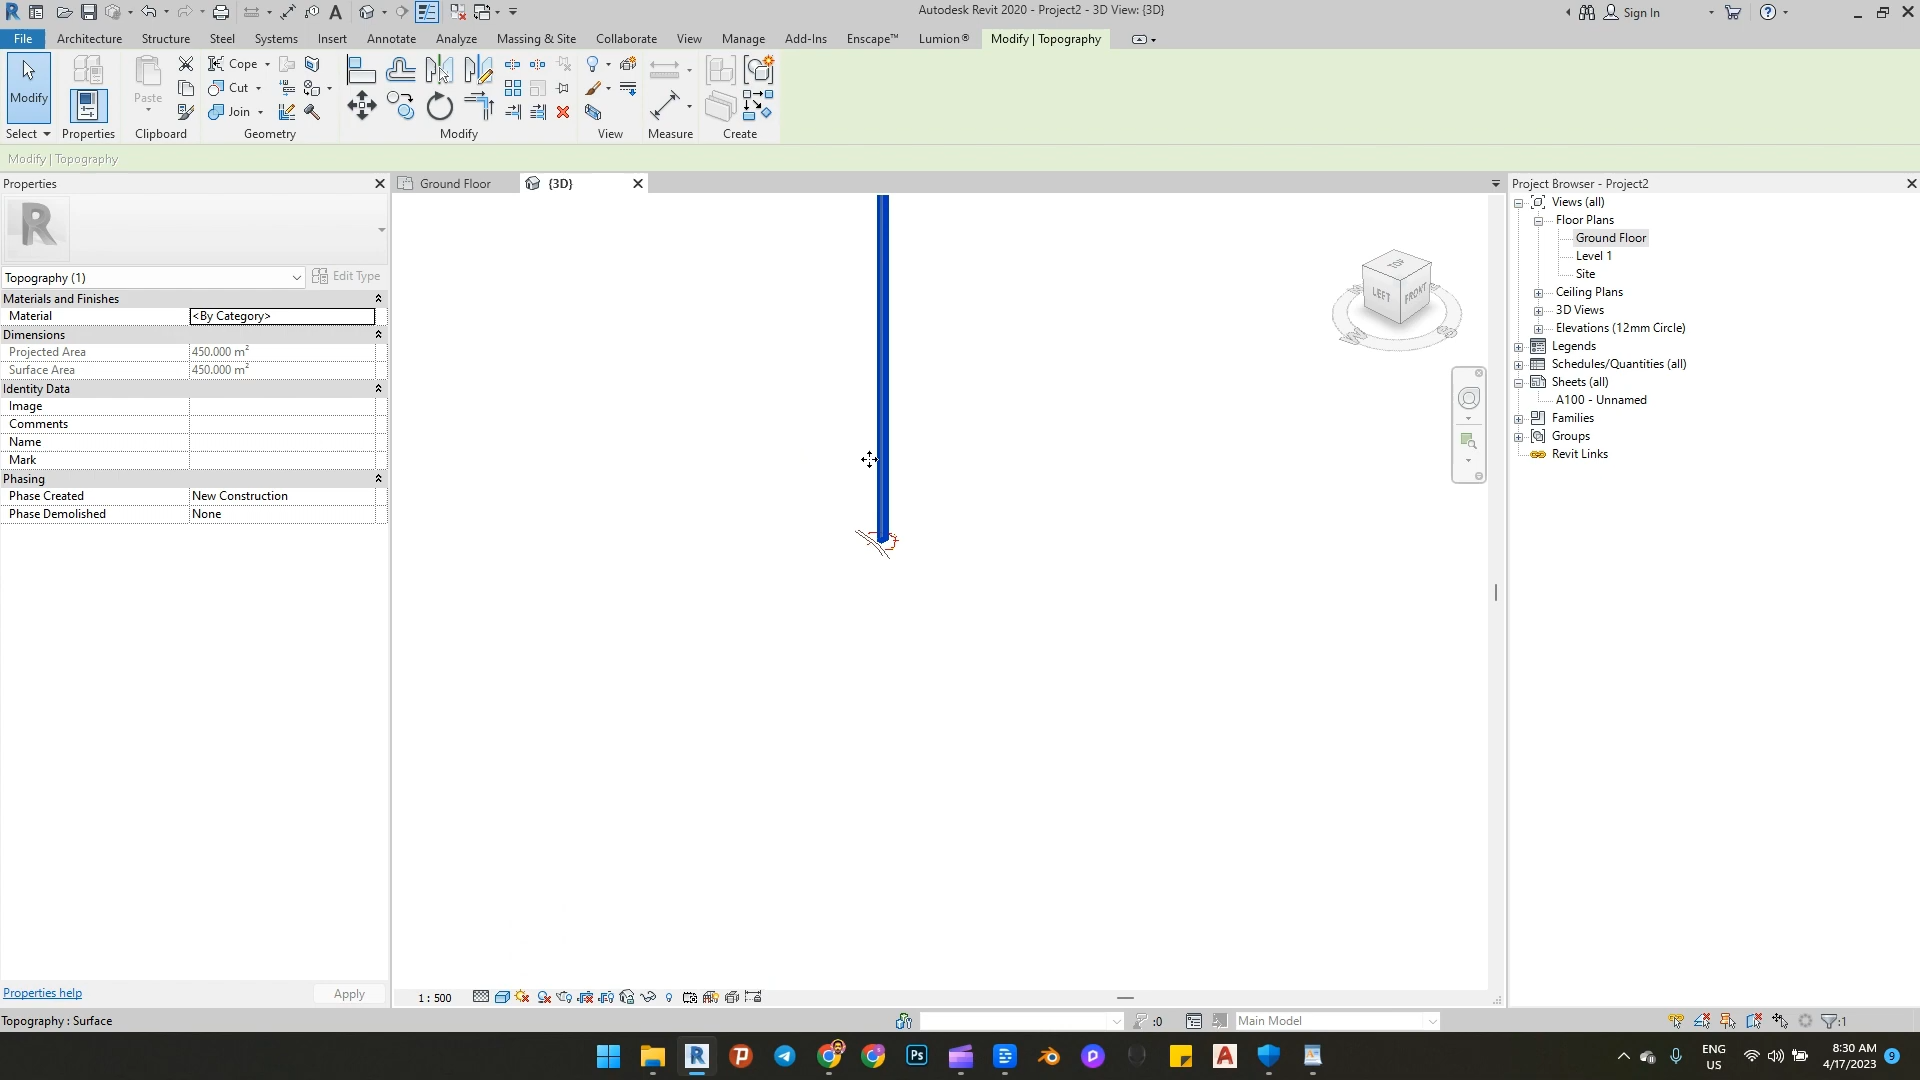 Autodesk Revit 2020 - Project2 - 3D View: {3D}
Sign In
File Architecture Structure Steel Systems Insert Annotate Analyze Massing & Site Collaborate View Manage Add-Ins Enscape™ Lumion® Modify | Topography
Modify
Paste
Cope
Cut
Join
Select Properties Clipboard Geometry Modify View Measure Create
Modify | Topography
Properties
Ground Floor
{3D}
Project Browser - Project2
Topography (1)
Edit Type
Materials and Finishes
Material <By Category>
Dimensions
Projected Area 450.000 m²
Surface Area 450.000 m²
Identity Data
Image
Comments
Name
Mark
Phasing
Phase Created New Construction
Phase Demolished None
Properties help
Apply
TOP
LEFT
FRONT
Views (all)
Floor Plans
Ground Floor
Level 1
Site
Ceiling Plans
3D Views
Elevations (12mm Circle)
Legends
Schedules/Quantities (all)
Sheets (all)
A100 - Unnamed
Families
Groups
Revit Links
1 : 500
Topography : Surface
:0
Main Model
:1
ENG
US
8:30 AM
4/17/2023
9